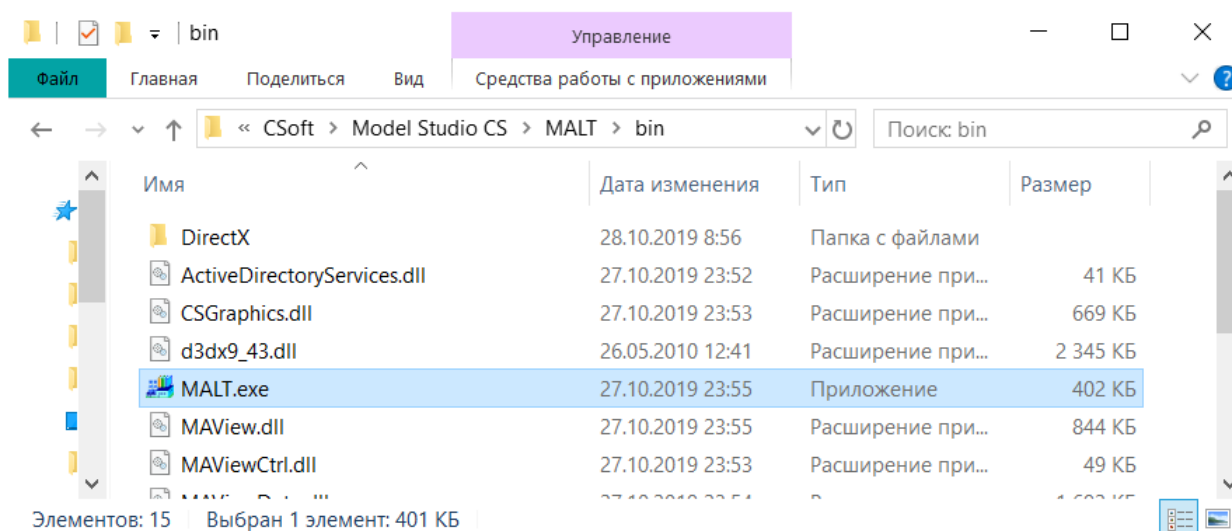 bin
Управление
Файл Главная Поделиться Вид Средства работы с приложениями
« CSoft > Model Studio CS > MALT > bin Поиск: bin
Имя Дата изменения Тип Размер
DirectX 28.10.2019 8:56 Папка с файлами
ActiveDirectoryServices.dll 27.10.2019 23:52 Расширение при... 41 КБ
CSGraphics.dll 27.10.2019 23:53 Расширение при... 669 КБ
d3dx9_43.dll 26.05.2010 12:41 Расширение при... 2 345 КБ
MALT.exe 27.10.2019 23:55 Приложение 402 КБ
MAView.dll 27.10.2019 23:55 Расширение при... 844 КБ
MAViewCtrl.dll 27.10.2019 23:53 Расширение при... 49 КБ
Элементов: 15 Выбран 1 элемент: 401 КБ